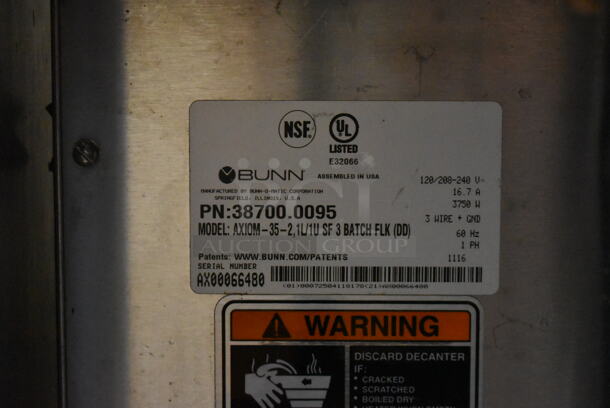 NSF
UL
LISTED
E32066
BUNN
ASSEMBLED IN USA
MANUFACTURED BY BUNN-O-MATIC CORPORATION
SPRINGFIELD, ILLINOIS, U.S.A
PN:38700.0095
MODEL: AXIOM-35-2,1L/1U SF 3 BATCH FLK (DD)
Patents: WWW.BUNN.COM/PATENTS
SERIAL NUMBER
AX00066480
120/208-240 V~
16.7 A
3750 W
3 WIRE + GND
60 Hz
1 PH
1116
AUCTION GROUP
WARNING
DISCARD DECANTER
IF:
• CRACKED
• SCRATCHED
• BOILED DRY